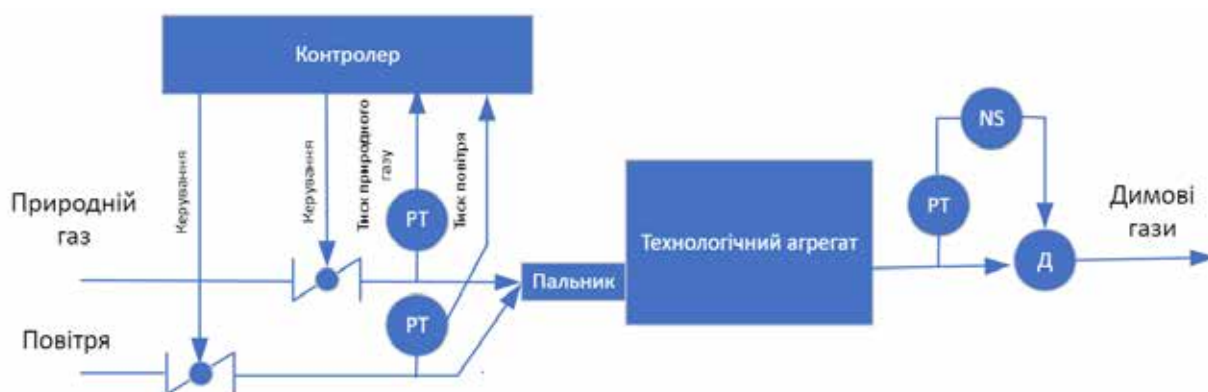 Контролер
Керування
Керування
Тиск природного
газу
Тиск повітря
NS
PT
PT
Природній
газ
Технологічний агрегат
Димові
гази
Д
Пальник
PT
Повітря